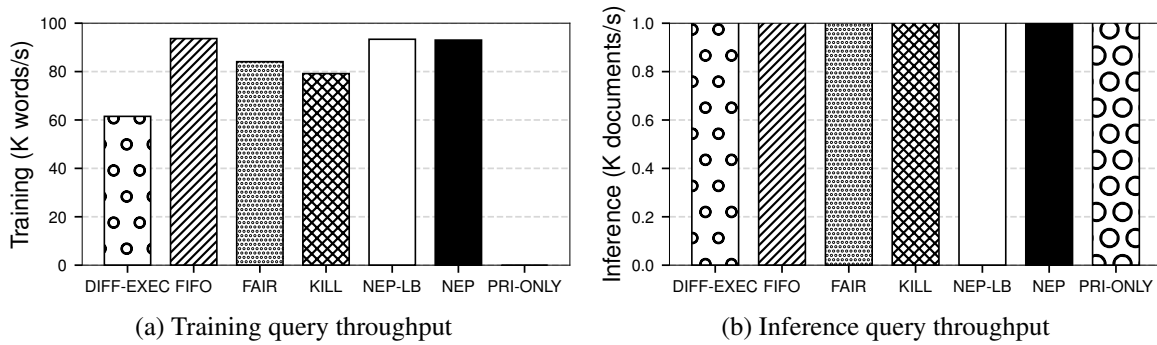 Training (K words/s)
100
80
60
40
20
0
DIFF-EXEC FIFO FAIR KILL NEP-LB NEP PRI-ONLY
(a) Training query throughput
Inference (K documents/s)
1.0
0.8
0.6
0.4
0.2
0.0
DIFF-EXEC FIFO FAIR KILL NEP-LB NEP PRI-ONLY
(b) Inference query throughput